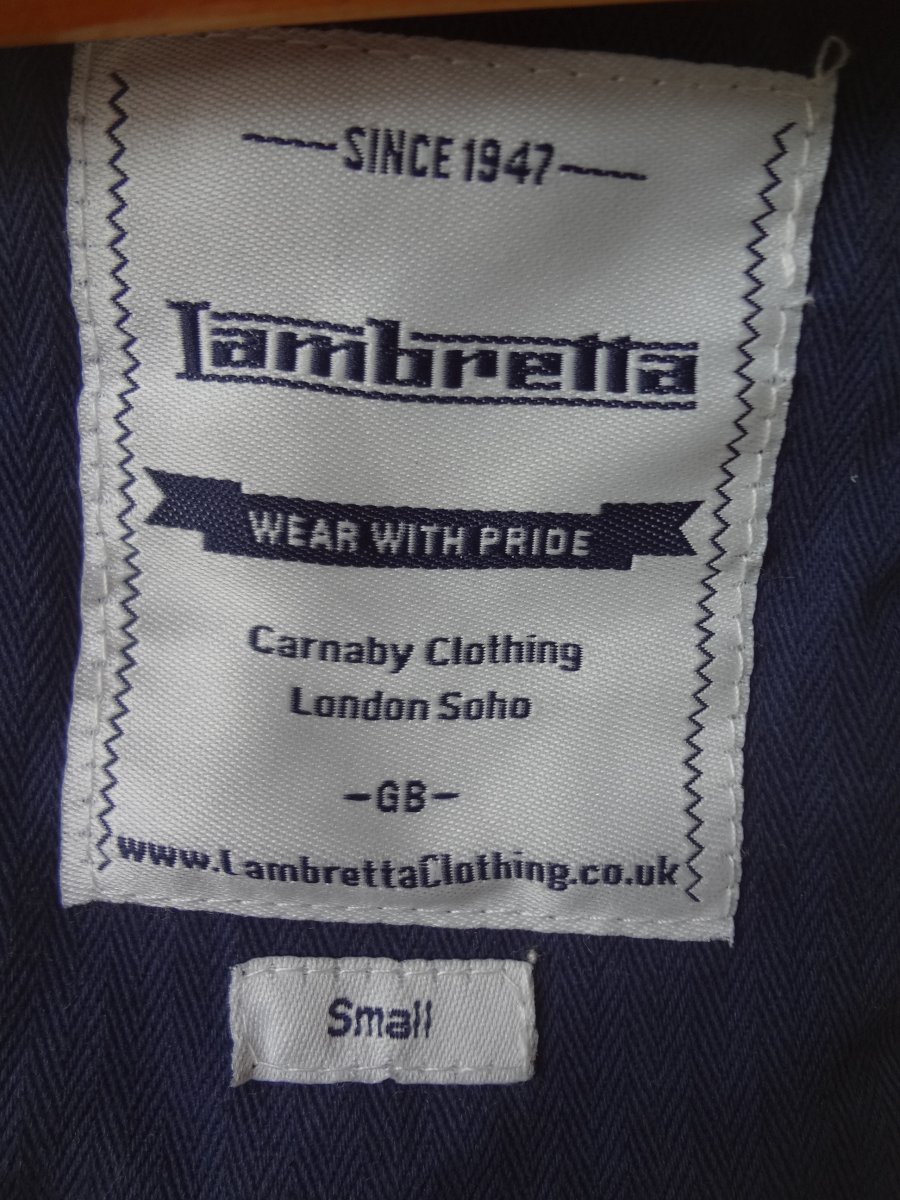 SINCE 1947
Lambretta
WEAR WITH PRIDE
Carnaby Clothing
London Soho
-GB-
www.LambrettaClothing.co.uk
Small